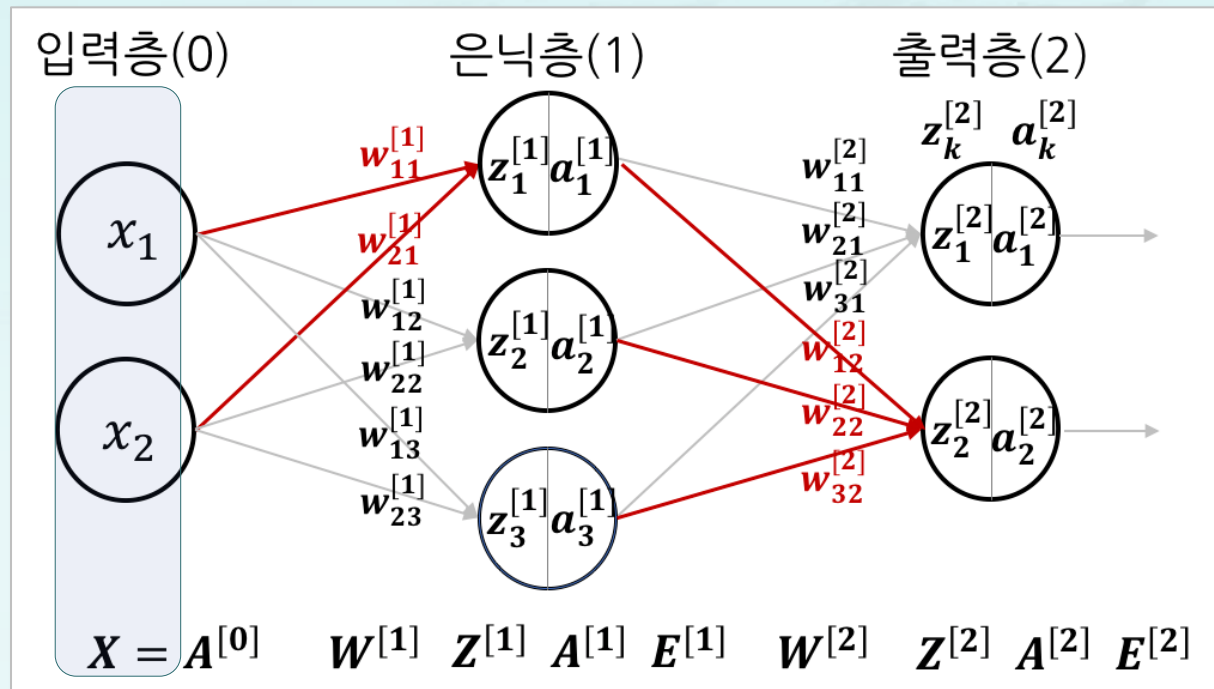 입력층(0) 은닉층(1) 출력층(2)
z_k^[2] a_k^[2]
w_11^[1]
w_21^[1]
w_12^[1]
w_22^[1]
w_13^[1]
w_23^[1]
x_1
x_2
z_1^[1] a_1^[1]
z_2^[1] a_2^[1]
z_3^[1] a_3^[1]
w_11^[2]
w_21^[2]
w_31^[2]
w_12^[2]
w_22^[2]
w_32^[2]
z_1^[2] a_1^[2]
z_2^[2] a_2^[2]
X = A^[0] W^[1] Z^[1] A^[1] E^[1] W^[2] Z^[2] A^[2] E^[2]